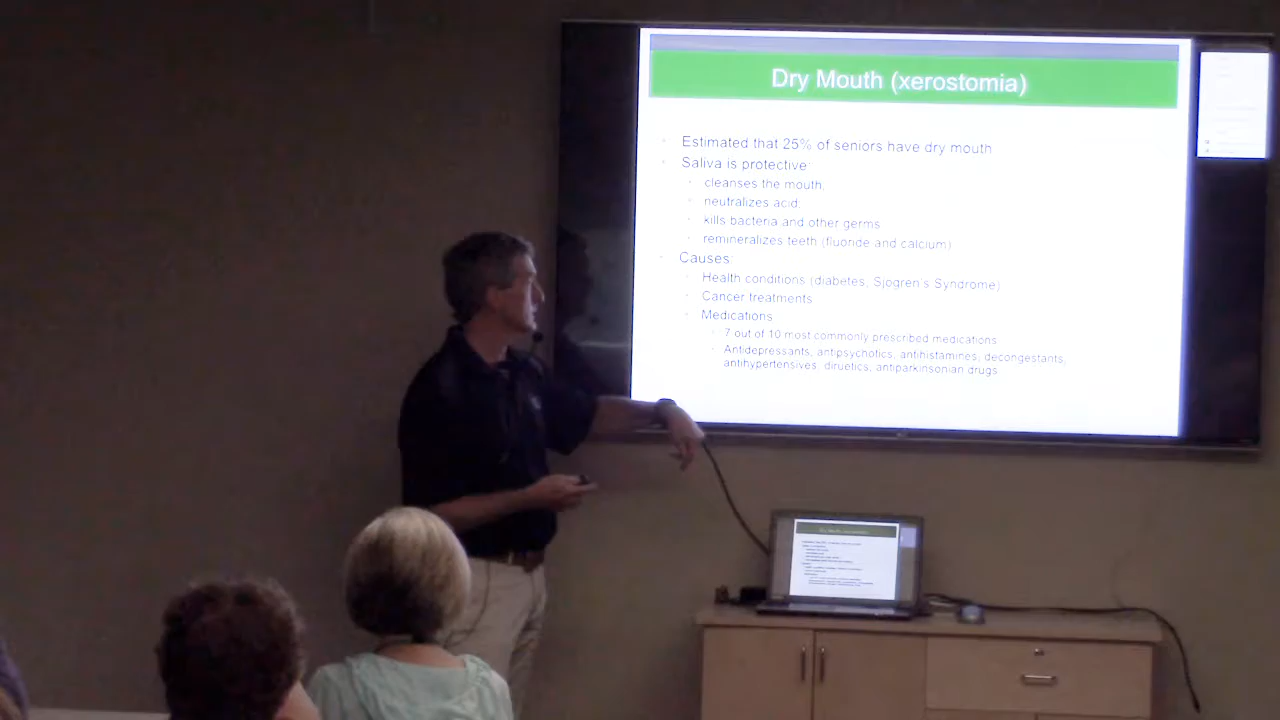 Dry Mouth (xerostomia)
Estimated that 25% of seniors have dry mouth
Saliva is protective:
cleanses the mouth;
neutralizes acid;
kills bacteria and other germs
remineralizes teeth (fluoride and calcium)
Causes:
Health conditions (diabetes, Sjogren's Syndrome)
Cancer treatments
Medications
7 out of 10 most commonly prescribed medications
Antidepressants, antipsychotics, antihistamines, decongestants,
antihypertensives, diruetics, antiparkinsonian drugs